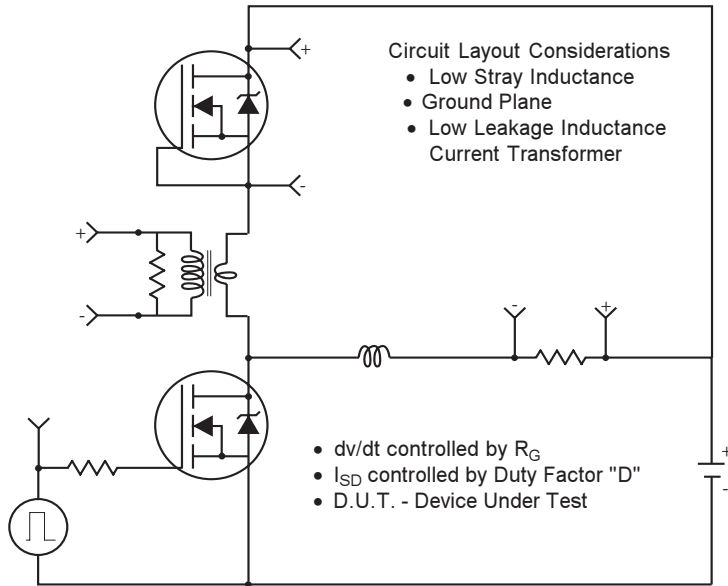 +
Circuit Layout Considerations
• Low Stray Inductance
• Ground Plane
• Low Leakage Inductance
Current Transformer
-
+
-
-
+
• dv/dt controlled by RG
• ISD controlled by Duty Factor "D"
• D.U.T. - Device Under Test
+
-